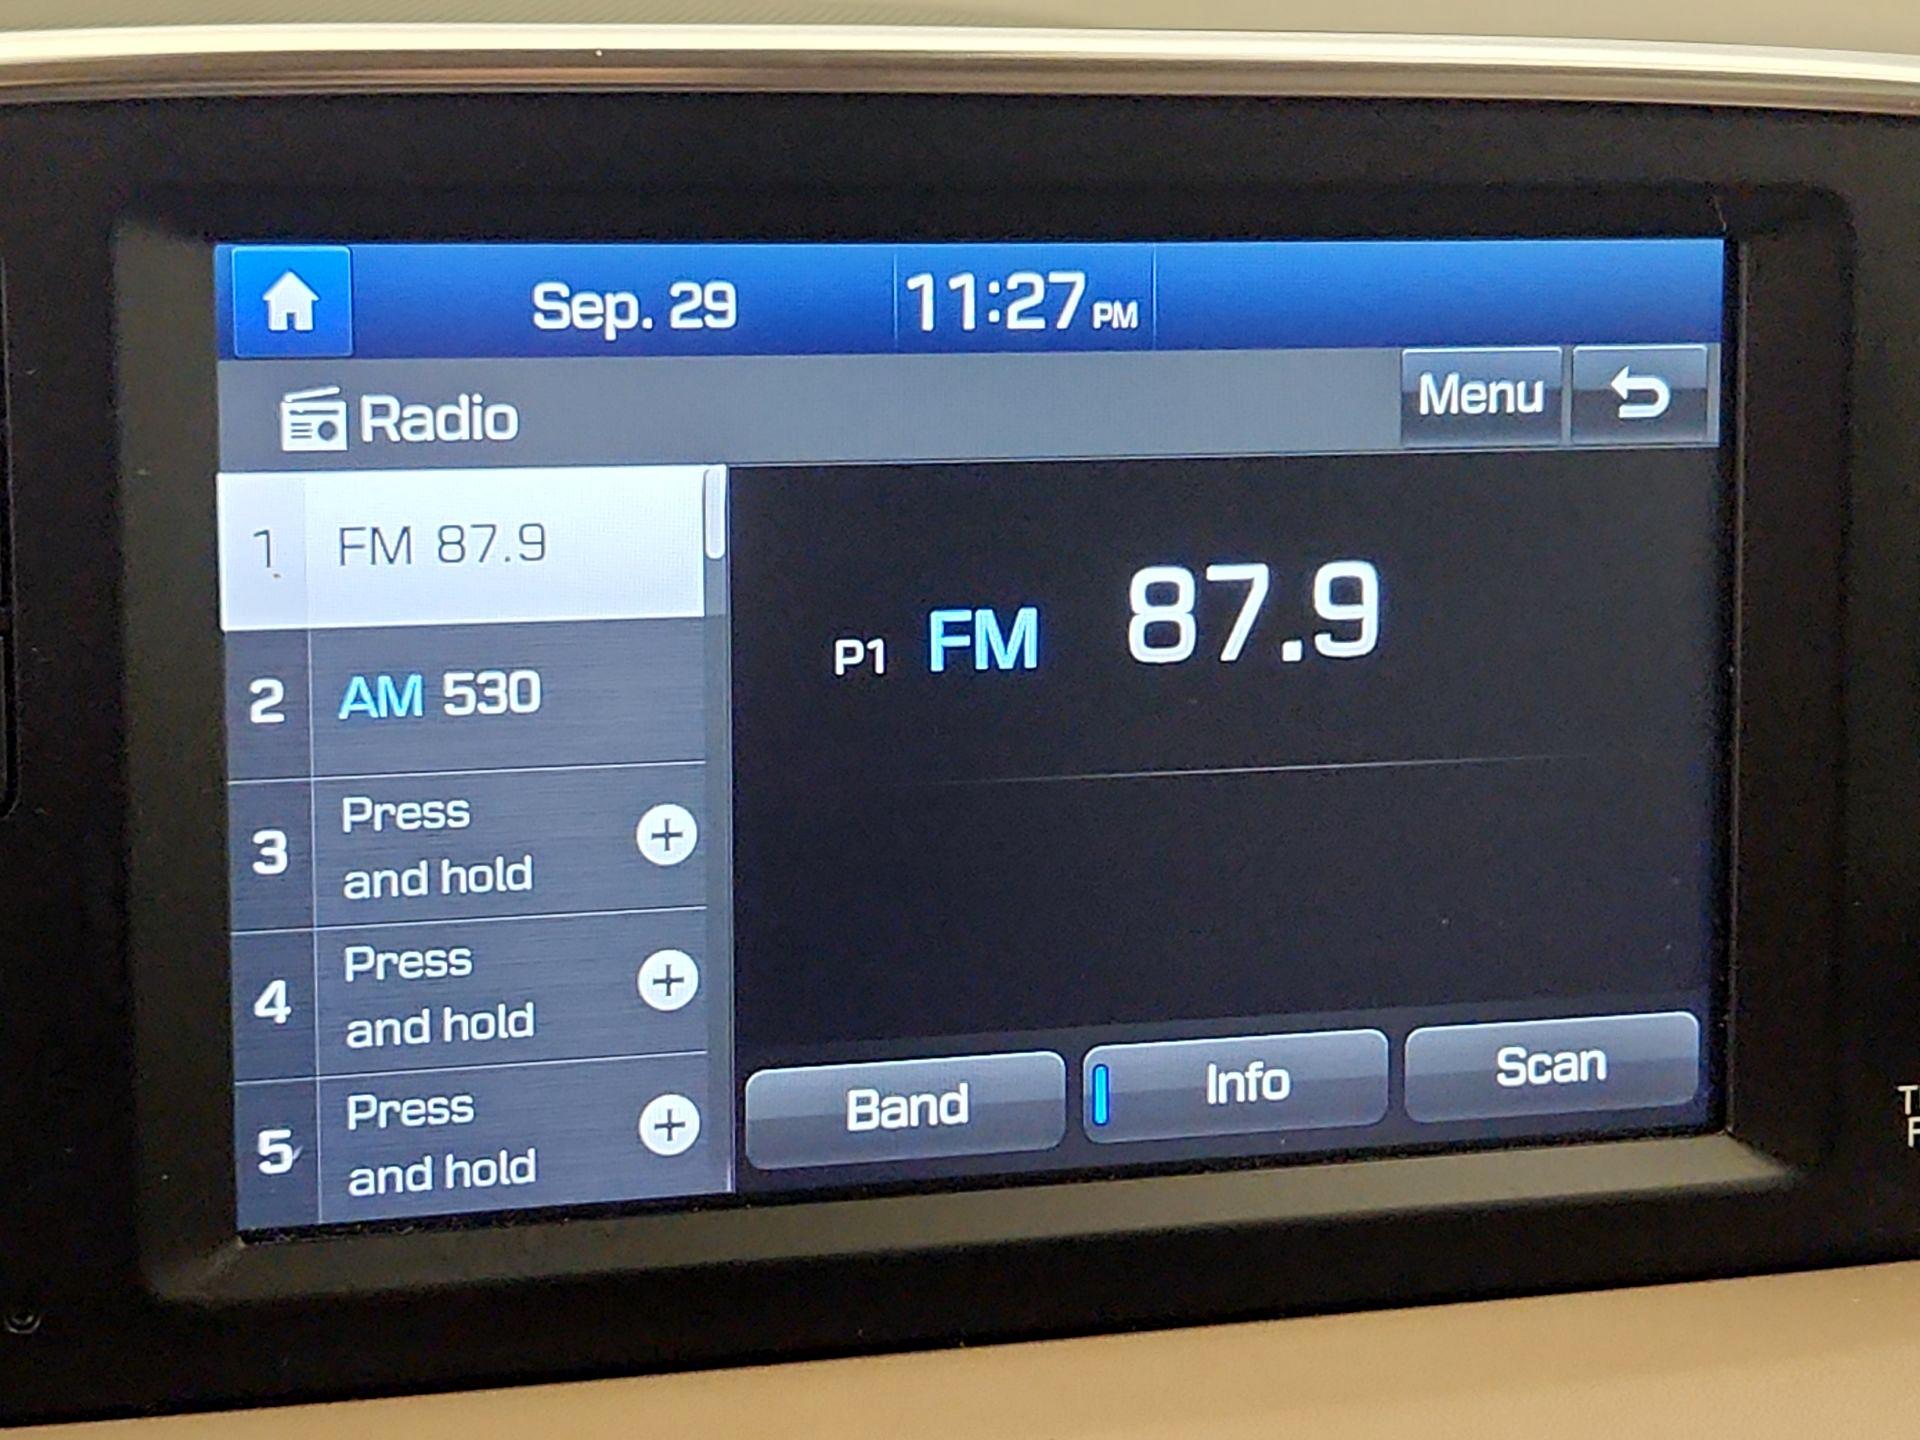 Sep. 29
11:27 PM
Radio
Menu
1 FM 87.9
2 AM 530
3 Press
and hold
4 Press
and hold
5 Press
and hold
P1 FM 87.9
Band
Info
Scan